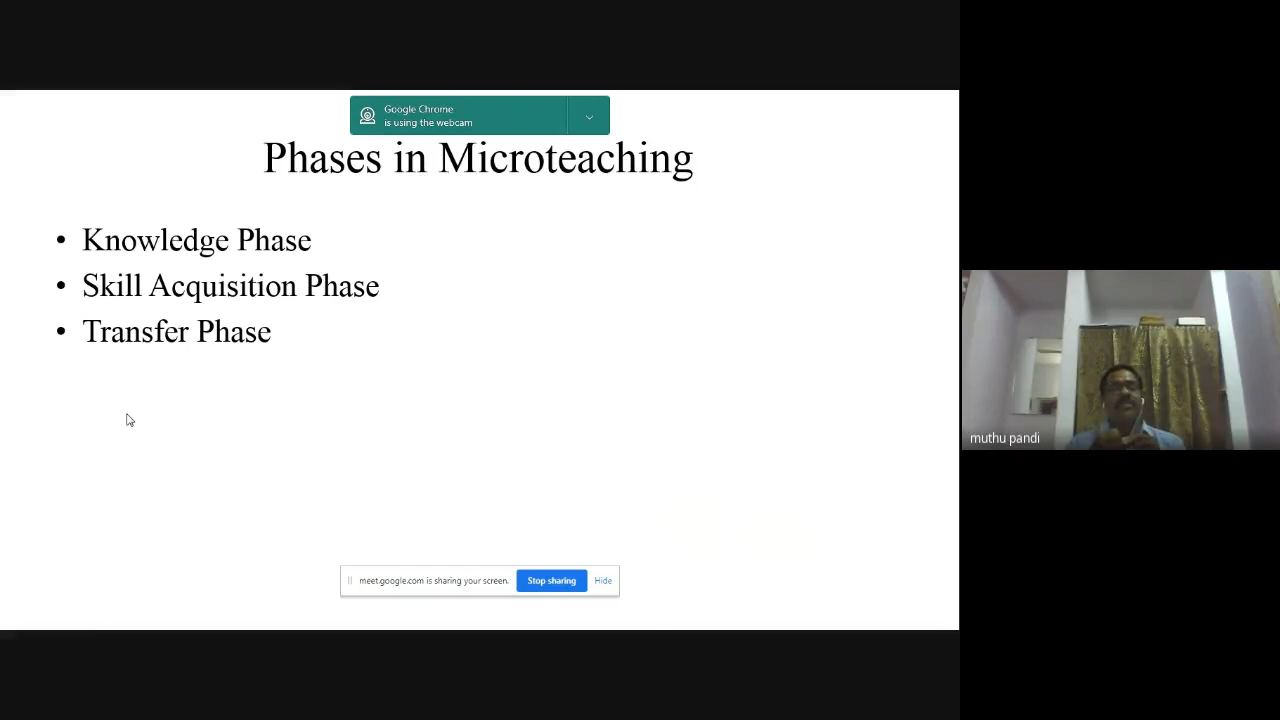 Google Chrome
is using the webcam
Phases in Microteaching
• Knowledge Phase
• Skill Acquisition Phase
• Transfer Phase
muthu pandi
meet.google.com is sharing your screen. Stop sharing Hide